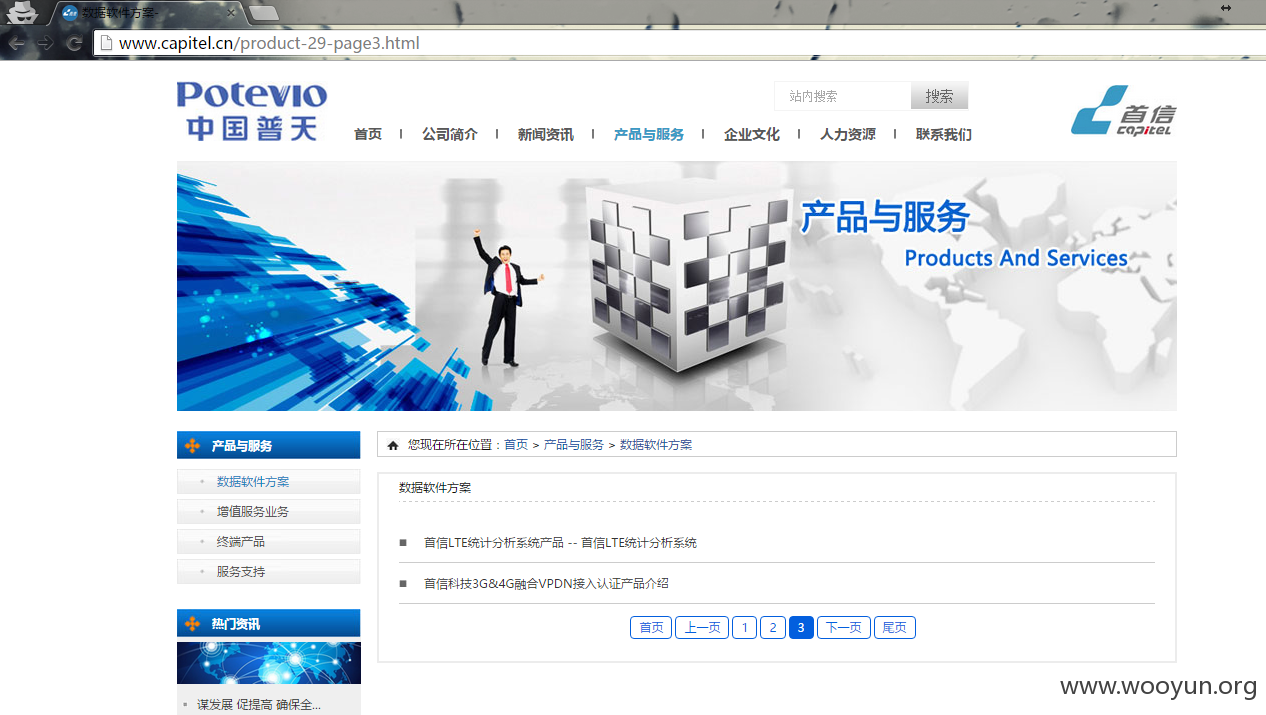 数据软件方案-
www.capitel.cn/product-29-page3.html
Potevio
中国普天
站内搜索
搜索
首信
capitel
首页 | 公司简介 | 新闻资讯 | 产品与服务 | 企业文化 | 人力资源 | 联系我们
产品与服务
Products And Services
产品与服务
数据软件方案
增值服务业务
终端产品
服务支持
热门资讯
谋发展 促提高 确保全...
您现在所在位置：首页 > 产品与服务 > 数据软件方案
数据软件方案
首信LTE统计分析系统产品 -- 首信LTE统计分析系统
首信科技3G&4G融合VPDN接入认证产品介绍
首页 上一页 1 2 3 下一页 尾页
www.wooyun.org